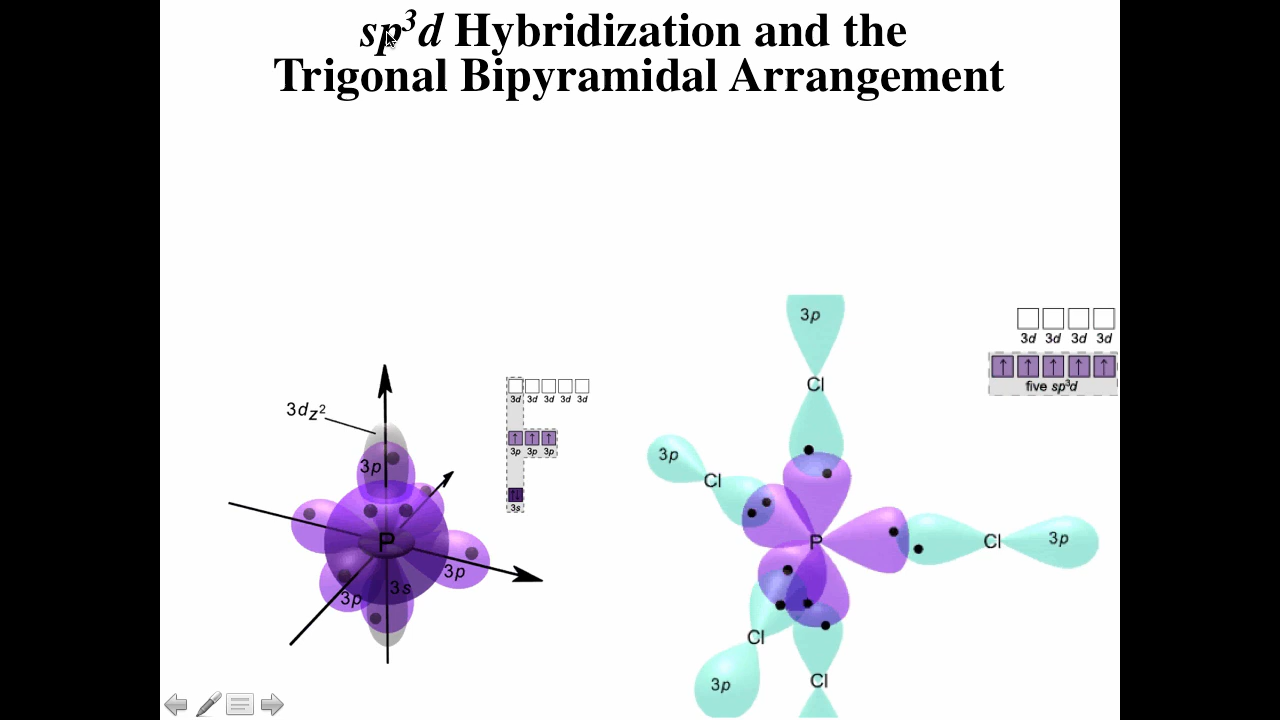 sp³d Hybridization and the
Trigonal Bipyramidal Arrangement
3dz²
3p
P
3p
3s
3p
3d 3d 3d 3d 3d
3p 3p 3p
3s
3p
Cl
3p
Cl
P
Cl
3p
Cl
3p
Cl
3d 3d 3d 3d
five sp³d